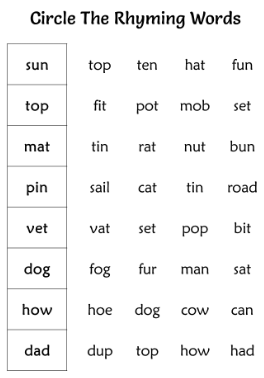 Circle The Rhyming Words
sun top ten hat fun
top fit pot mob set
mat tin rat nut bun
pin sail cat tin road
vet vat set pop bit
dog fog fur man sat
how hoe dog cow can
dad dup top how had